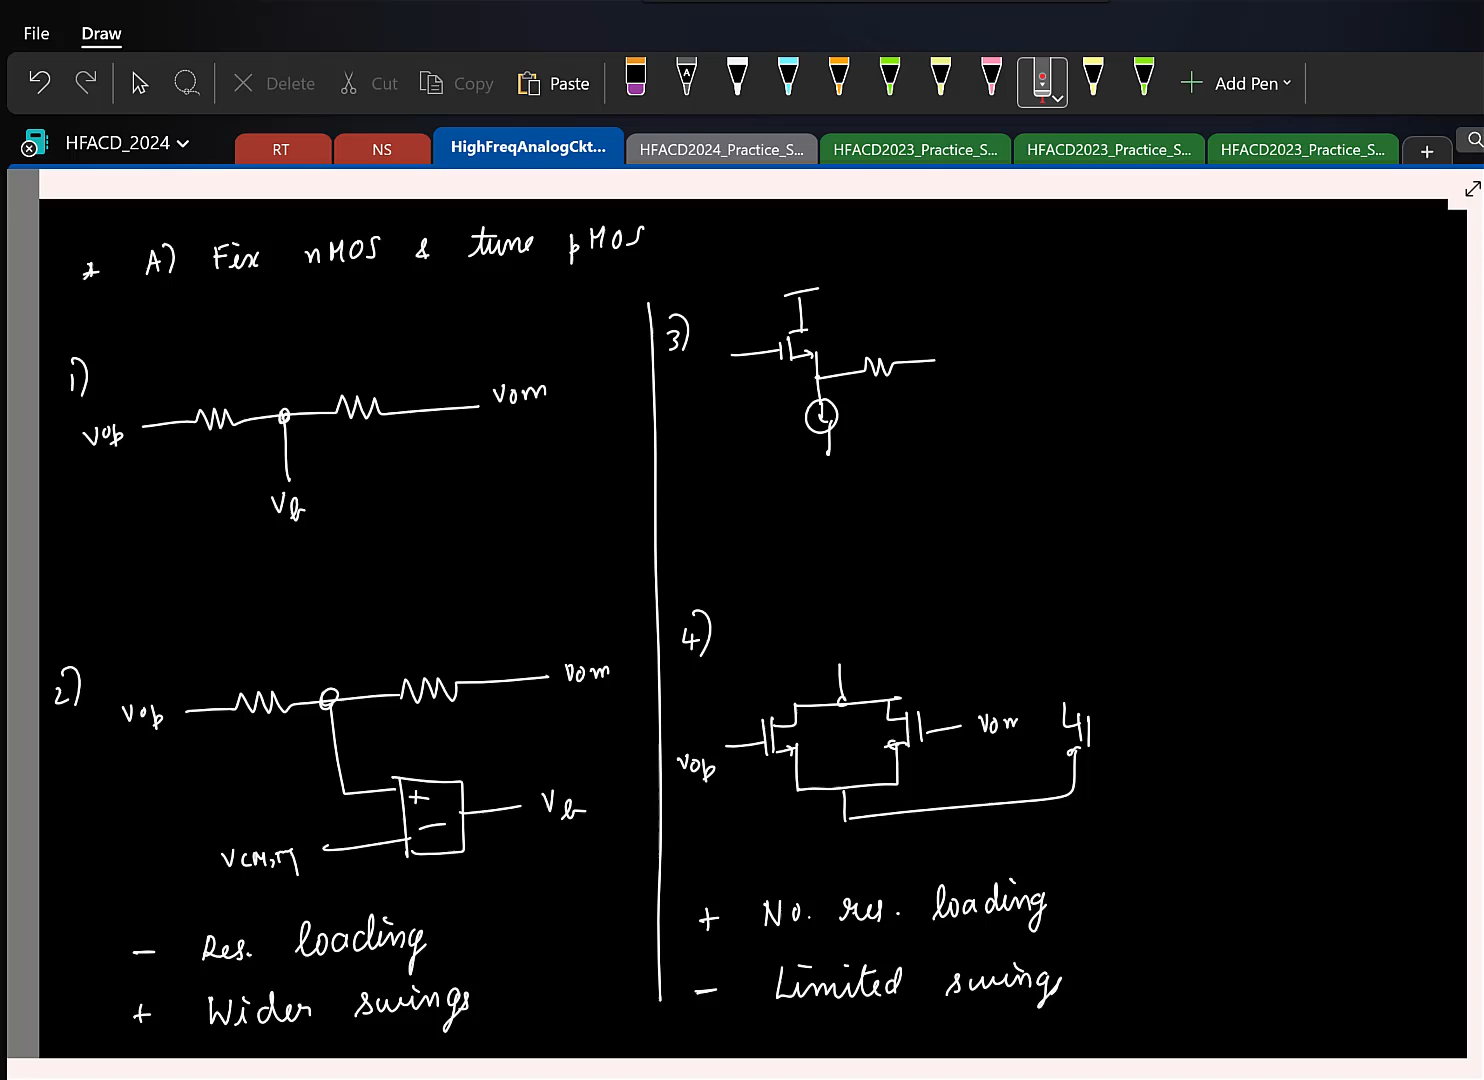 File Draw
Delete Cut Copy Paste A Add Pen
HFACD_2024 RT NS HighFreqAnalogCkt... HFACD2024_Practice_S... HFACD2023_Practice_S... HFACD2023_Practice_S... HFACD2023_Practice_S... +
* A) Fix nMOS & tune pMOS
1)
Vop
Vom
Vb
2)
Vop
Vom
+
−
Vb
− Res. loading
+ Wider swings
3)
4)
Vop
Vom
+ No. res. loading
− Limited swing